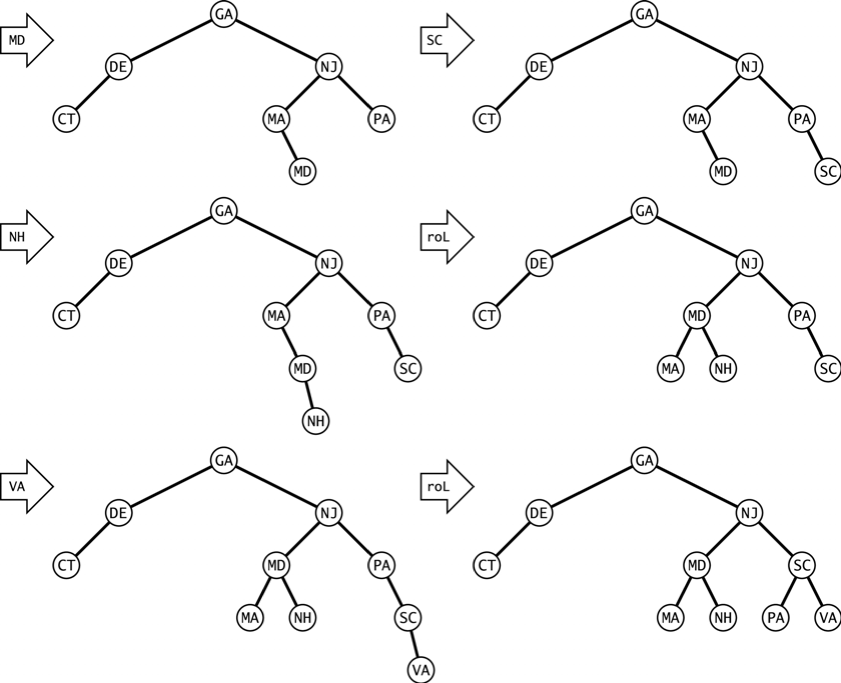 GA GA
MD SC
DE NJ DE NJ
CT MA PA CT MA PA
MD MD SC
GA GA
NH roL
DE NJ DE NJ
CT MA PA CT MD PA
MD SC MA NH SC
NH
GA GA
VA roL
DE NJ DE NJ
CT MD PA CT MD SC
MA NH SC MA NH PA VA
VA